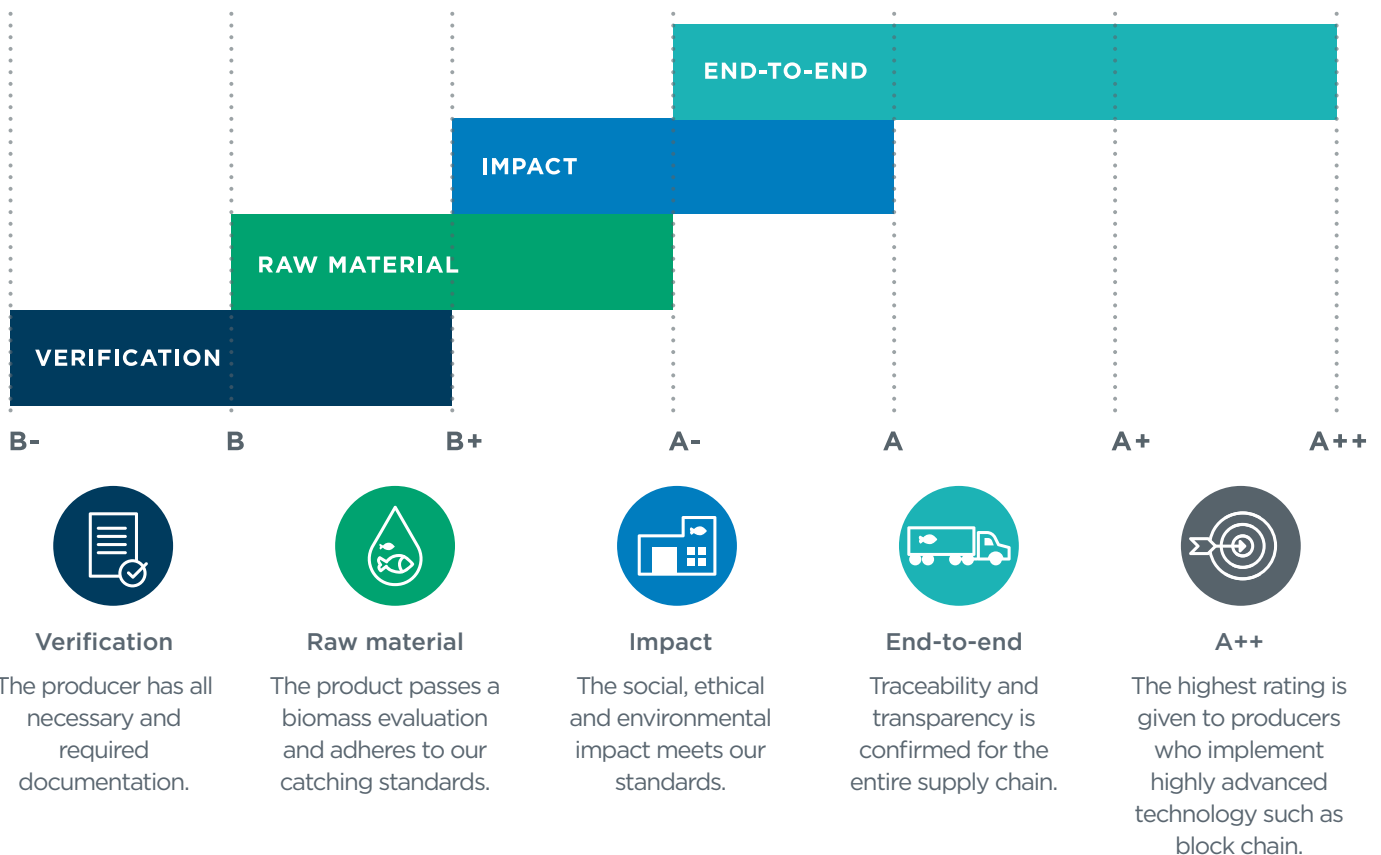 END-TO-END
IMPACT
RAW MATERIAL
VERIFICATION
B-
B
B+
A-
A
A+
A++
Verification
The producer has all
necessary and
required
documentation.
Raw material
The product passes a
biomass evaluation
and adheres to our
catching standards.
Impact
The social, ethical
and environmental
impact meets our
standards.
End-to-end
Traceability and
transparency is
confirmed for the
entire supply chain.
A++
The highest rating is
given to producers
who implement
highly advanced
technology such as
block chain.